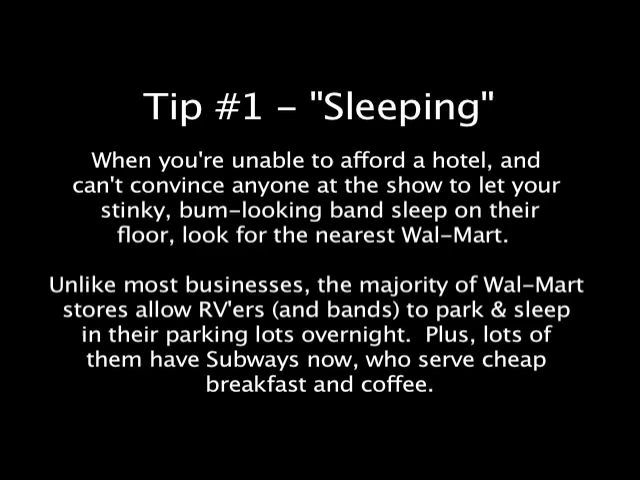 Tip #1 - "Sleeping"
When you're unable to afford a hotel, and
can't convince anyone at the show to let your
stinky, bum-looking band sleep on their
floor, look for the nearest Wal-Mart.
Unlike most businesses, the majority of Wal-Mart
stores allow RV'ers (and bands) to park & sleep
in their parking lots overnight.  Plus, lots of
them have Subways now, who serve cheap
breakfast and coffee.